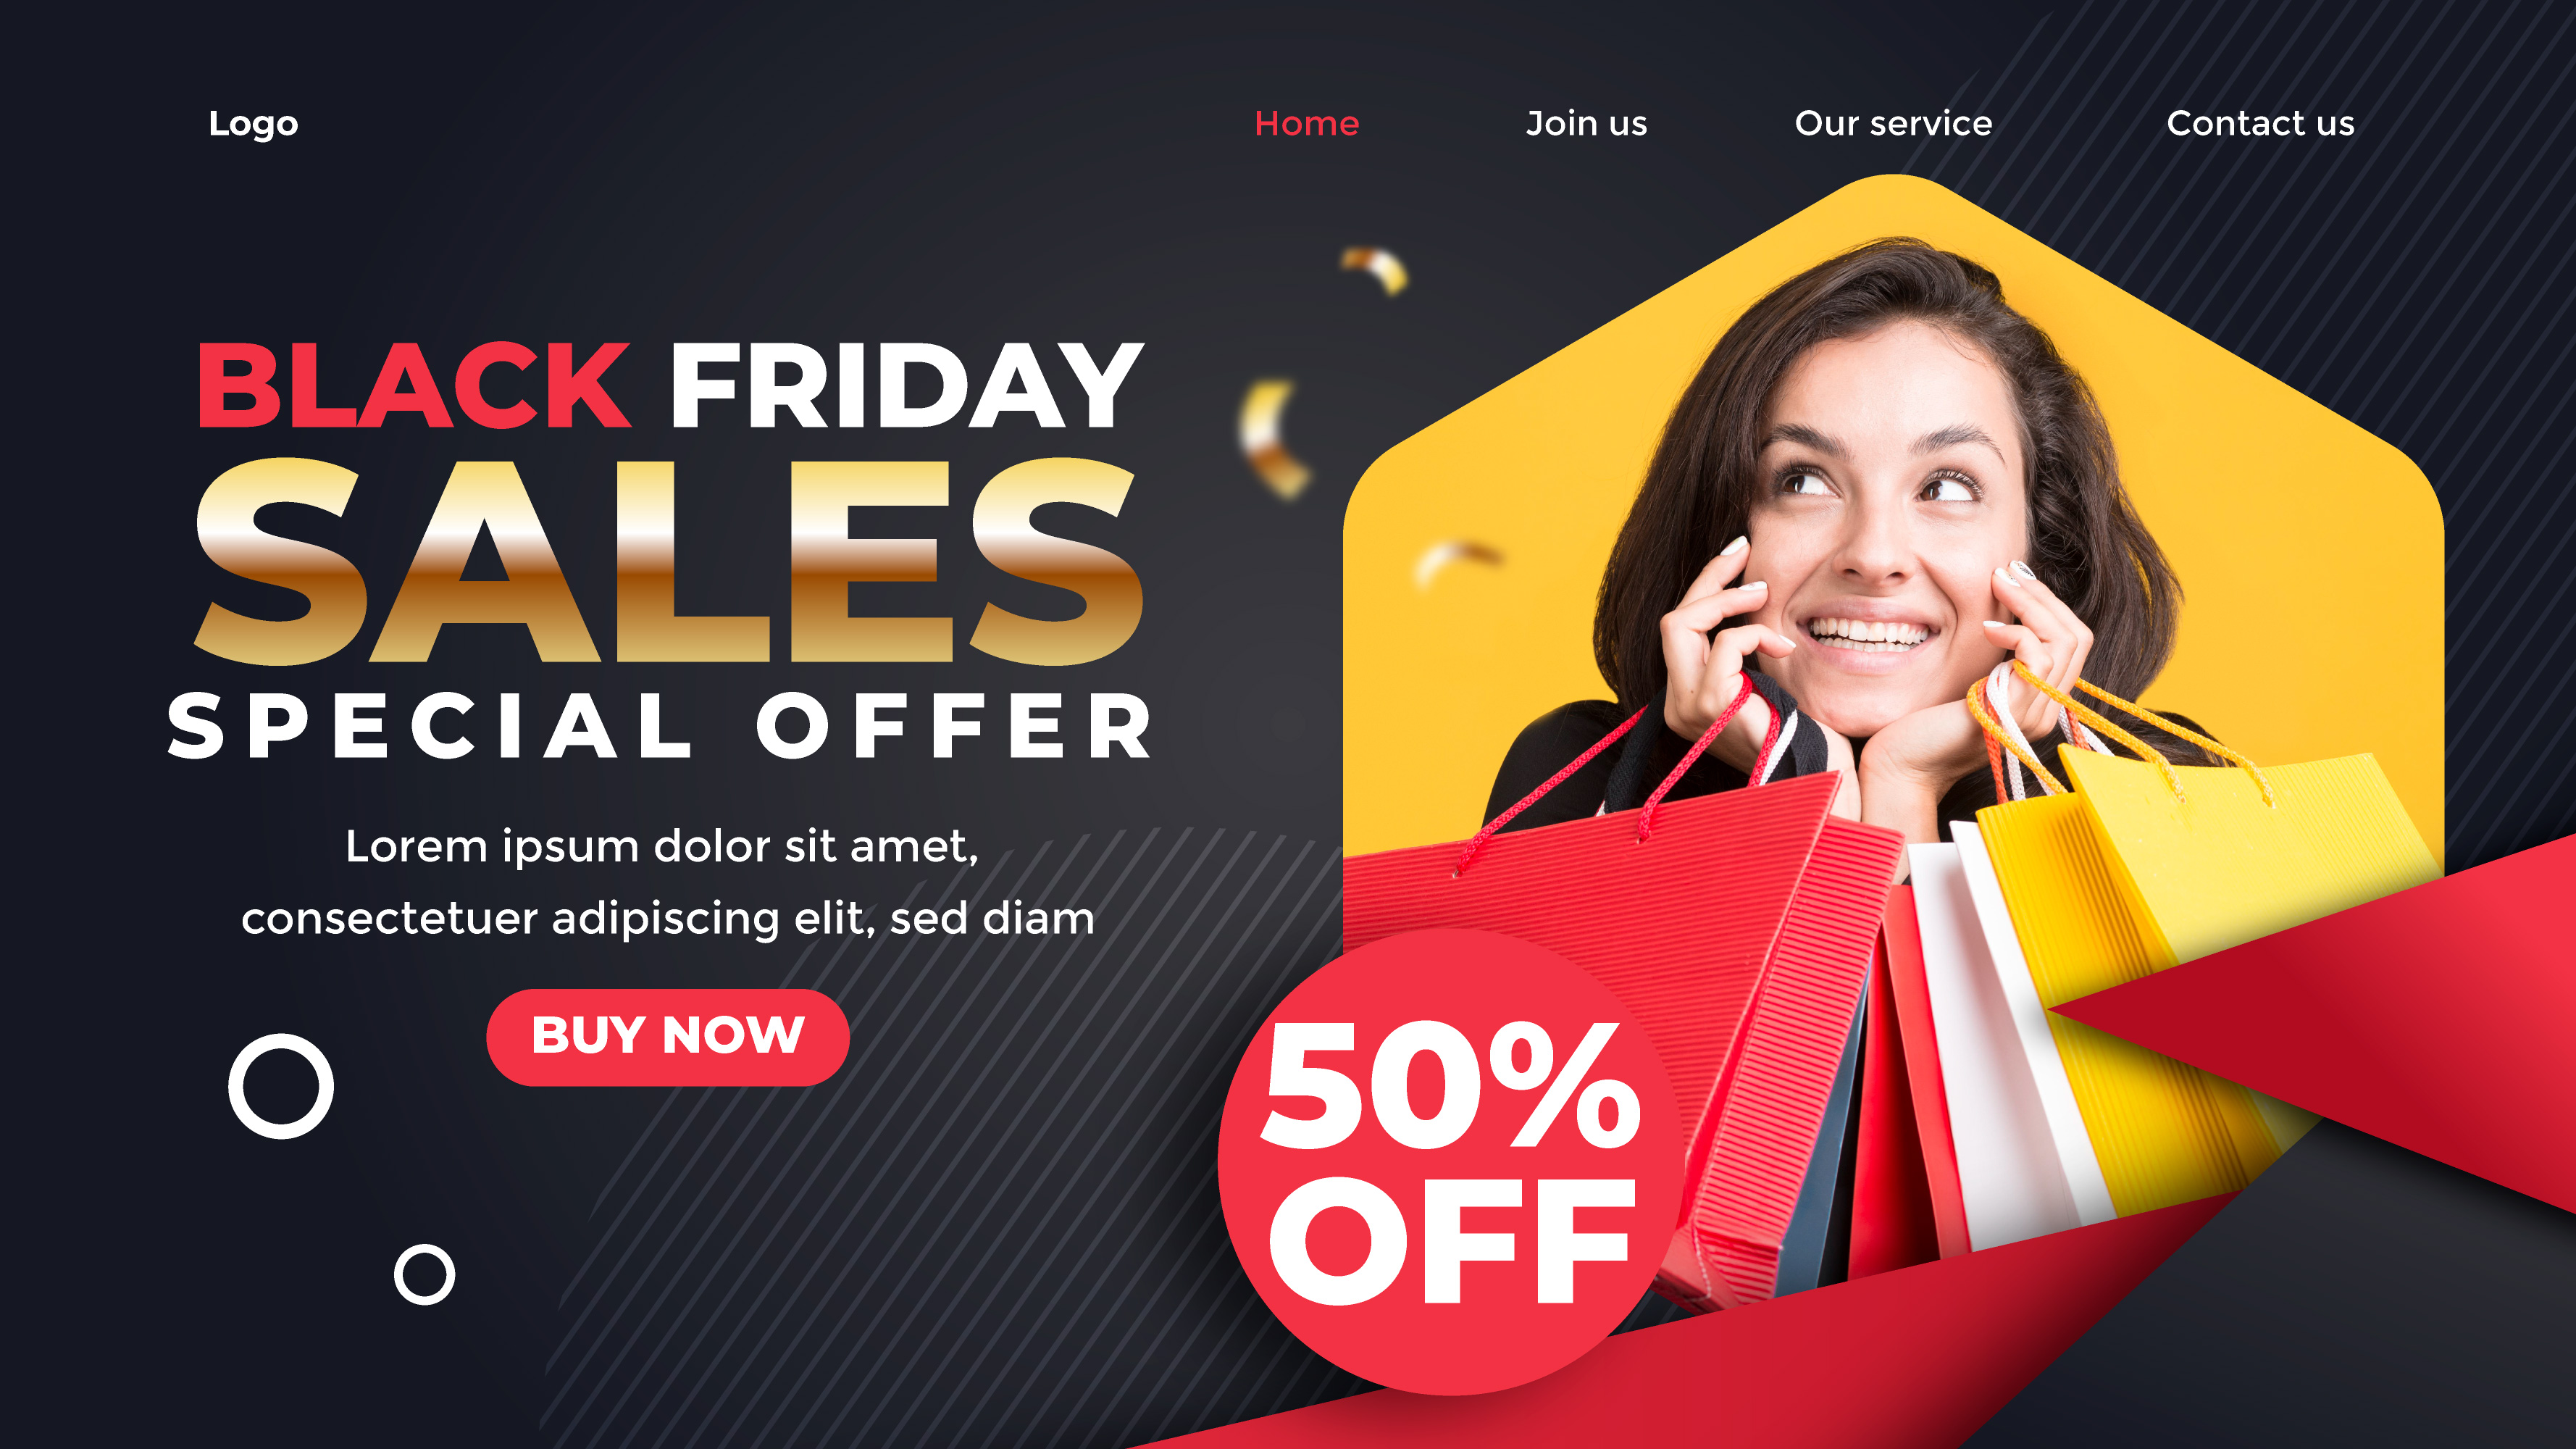 Logo
Home
Join us
Our service
Contact us
BLACK FRIDAY
SALES
SPECIAL OFFER
Lorem ipsum dolor sit amet,
consectetuer adipiscing elit, sed diam
BUY NOW
50%
OFF